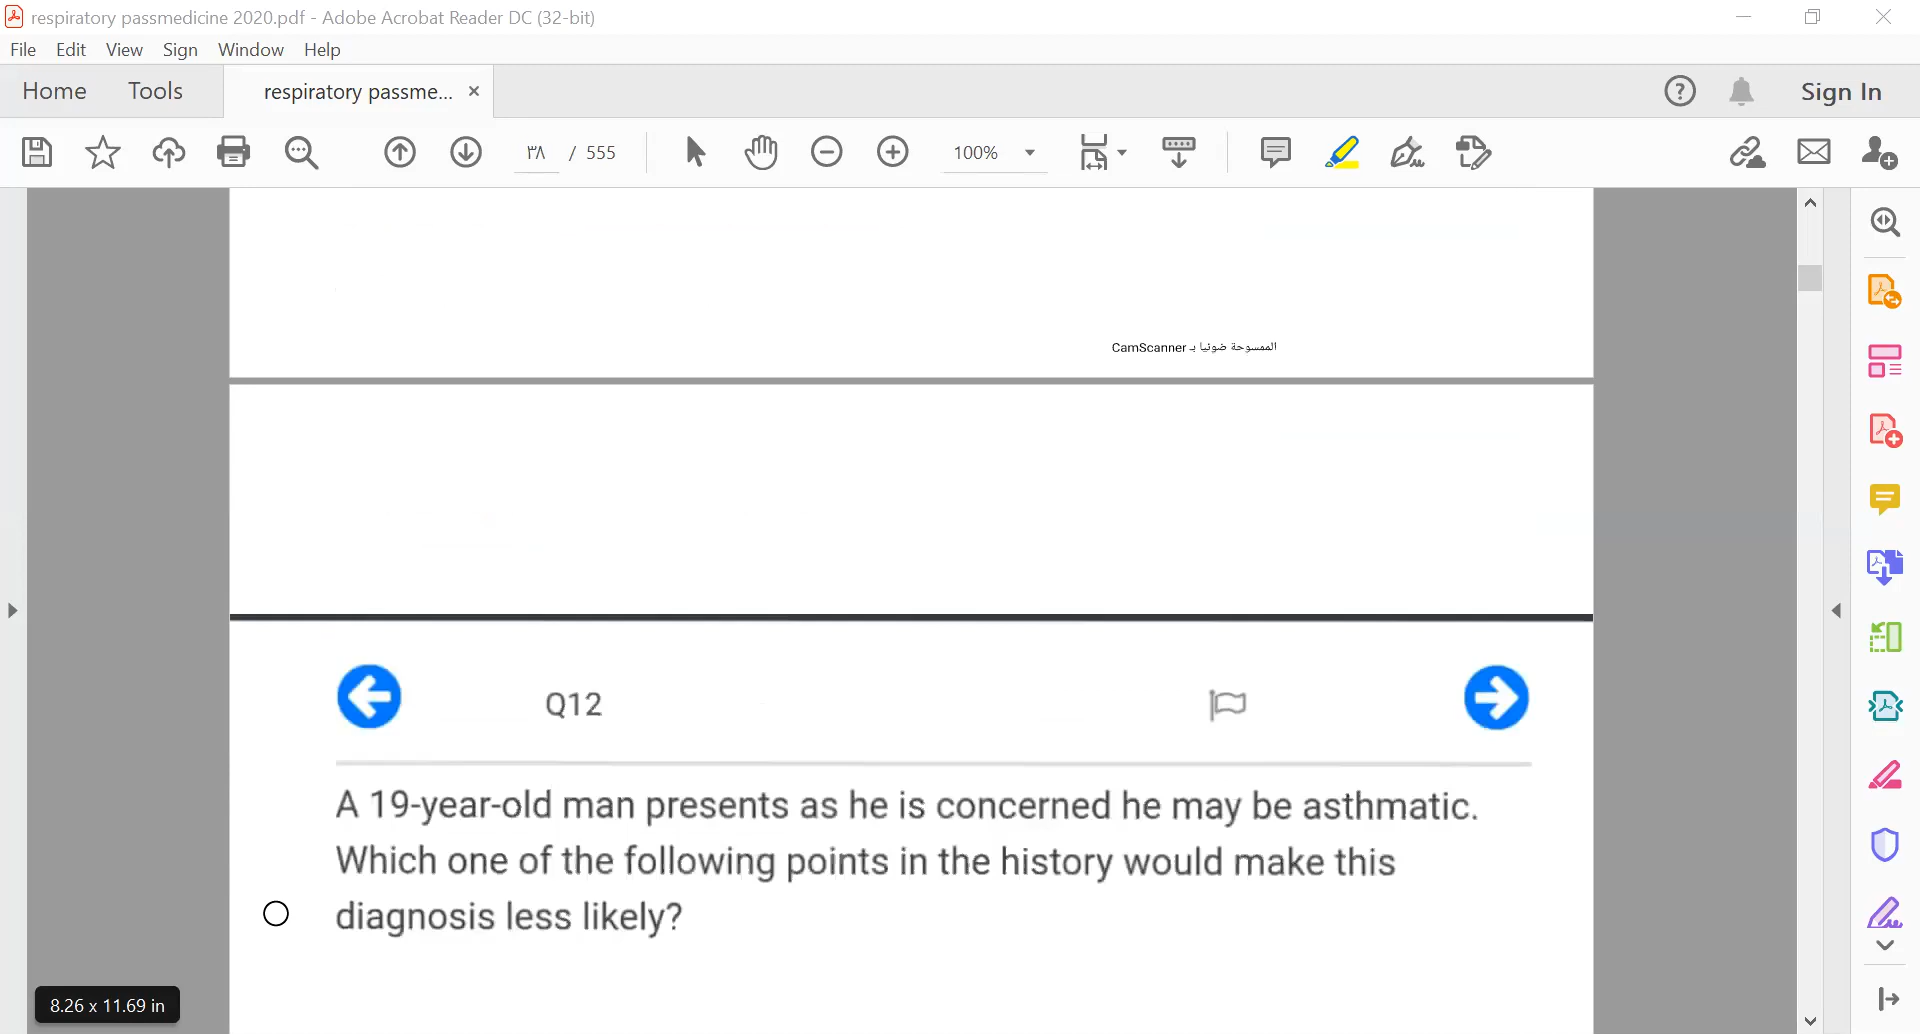 respiratory passmedicine 2020.pdf - Adobe Acrobat Reader DC (32-bit)
File Edit View Sign Window Help
Home Tools respiratory passme... × Sign In
٣٨ / 555 100%
CamScanner الممسوحة ضوئيا بـ
Q12
A 19-year-old man presents as he is concerned he may be asthmatic.
Which one of the following points in the history would make this
diagnosis less likely?
8.26 x 11.69 in